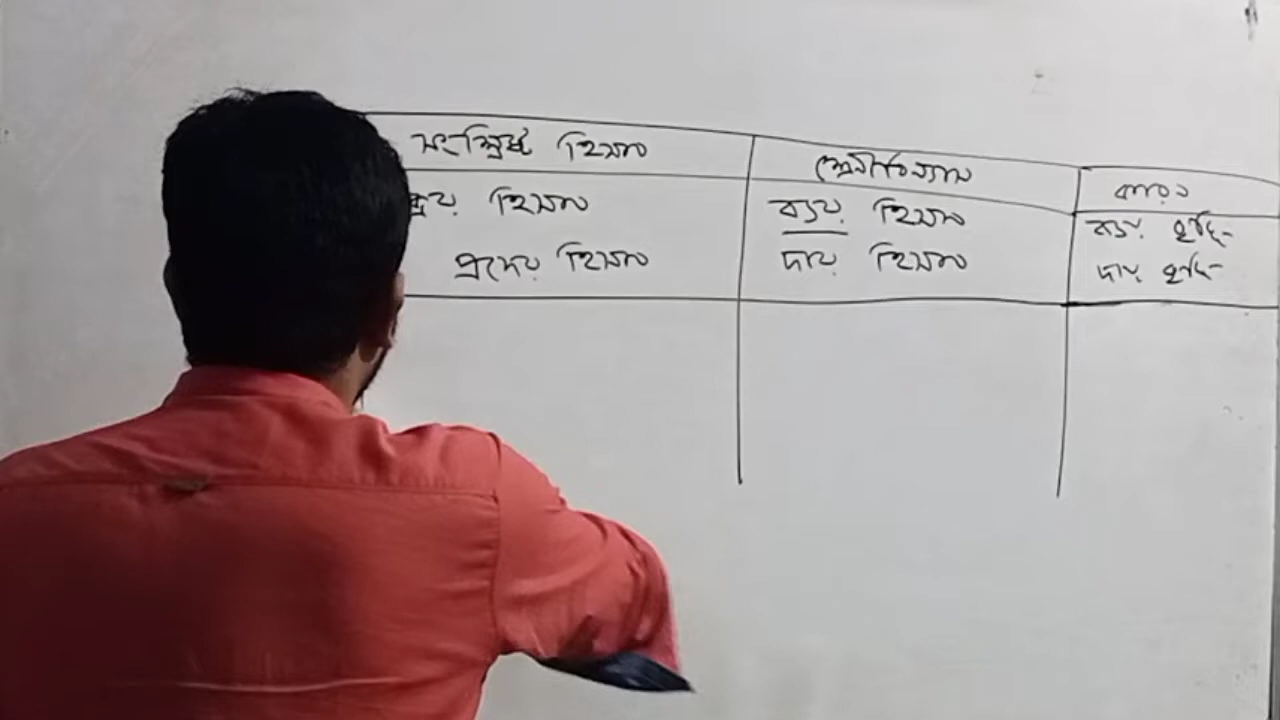 সংশ্লিষ্ট হিসাব শ্রেণীবিন্যাস কারণ
ক্রয় হিসাব ব্যয় হিসাব ব্যয় বৃদ্ধি
প্রদেয় হিসাব দায় হিসাব দায় বৃদ্ধি